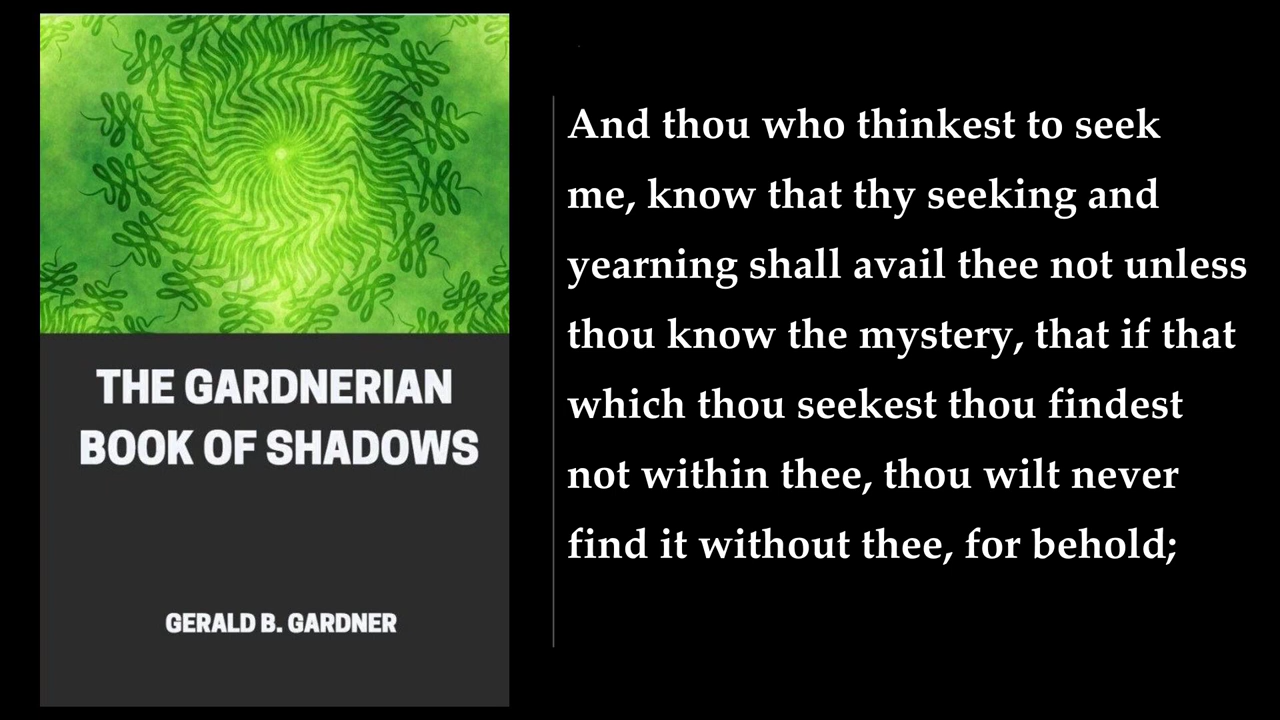 THE GARDNERIAN
BOOK OF SHADOWS
GERALD B. GARDNER
And thou who thinkest to seek
me, know that thy seeking and
yearning shall avail thee not unless
thou know the mystery, that if that
which thou seekest thou findest
not within thee, thou wilt never
find it without thee, for behold;